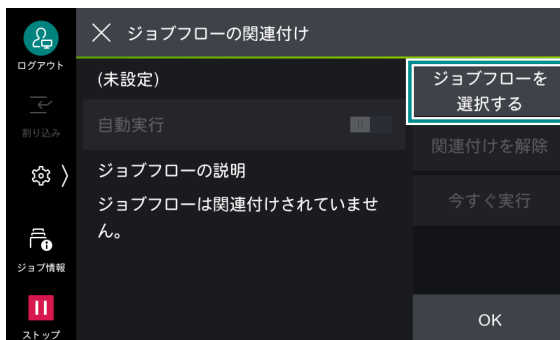 ジョブフローの関連付け
ログアウト
(未設定)
ジョブフローを
選択する
割り込み
自動実行
関連付けを解除
ジョブフローの説明
ジョブフローは関連付けされていませ
ん。
今すぐ実行
ジョブ情報
OK
ストップ